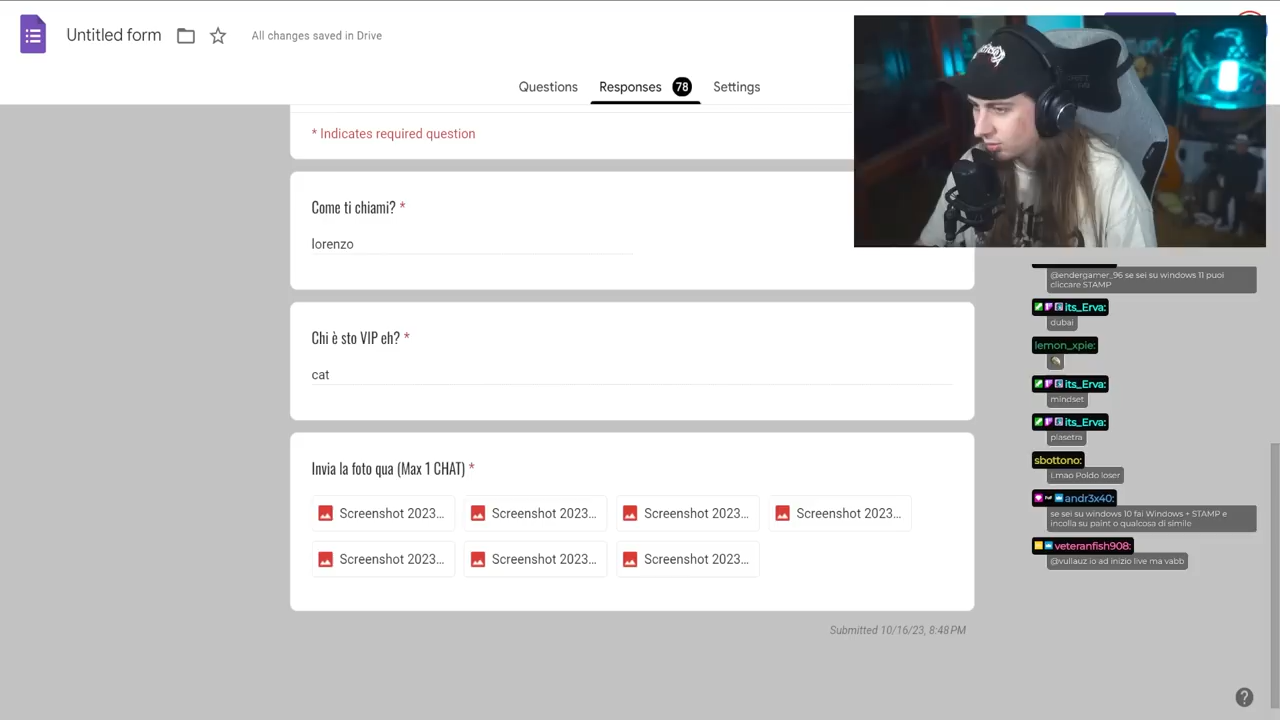 Untitled form
All changes saved in Drive
Questions
Responses 78
Settings
* Indicates required question
Come ti chiami? *
lorenzo
Chi è sto VIP eh? *
cat
Invia la foto qua (Max 1 CHAT) *
Screenshot 2023...
Screenshot 2023...
Screenshot 2023...
Screenshot 2023...
Screenshot 2023...
Screenshot 2023...
Screenshot 2023...
Submitted 10/16/23, 8:48 PM
@endergamer_96 se sei su windows 11 puoi
cliccare STAMP
its_Erva:
dubai
lemon_xpie:
its_Erva:
mindset
its_Erva:
plasetra
sbottono:
Lmao Poldo loser
andr3x40:
se sei su windows 10 fai Windows + STAMP e
incolla su paint o qualcosa di simile
veteranfish908:
@vullauz io ad inizio live ma vabb